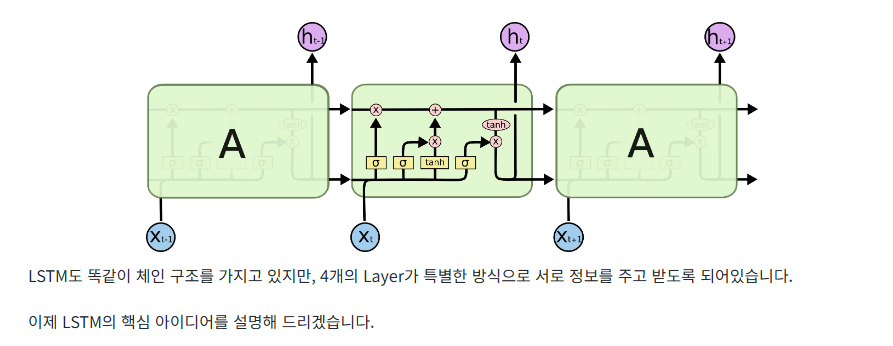 ht-1 ht ht+1
A x + tanh x σ σ tanh σ A
xt-1 xt xt+1
LSTM도 똑같이 체인 구조를 가지고 있지만, 4개의 Layer가 특별한 방식으로 서로 정보를 주고 받도록 되어있습니다.
이제 LSTM의 핵심 아이디어를 설명해 드리겠습니다.